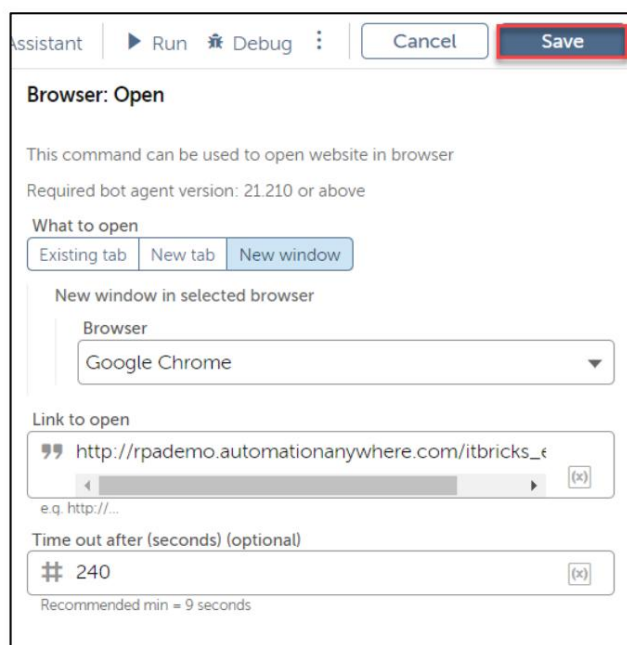 Assistant Run Debug Cancel Save
Browser: Open
This command can be used to open website in browser
Required bot agent version: 21.210 or above
What to open
Existing tab New tab New window
New window in selected browser
Browser
Google Chrome
Link to open
http://rpademo.automationanywhere.com/itbricks_e
(x)
e.g. http://...
Time out after (seconds) (optional)
# 240 (x)
Recommended min = 9 seconds